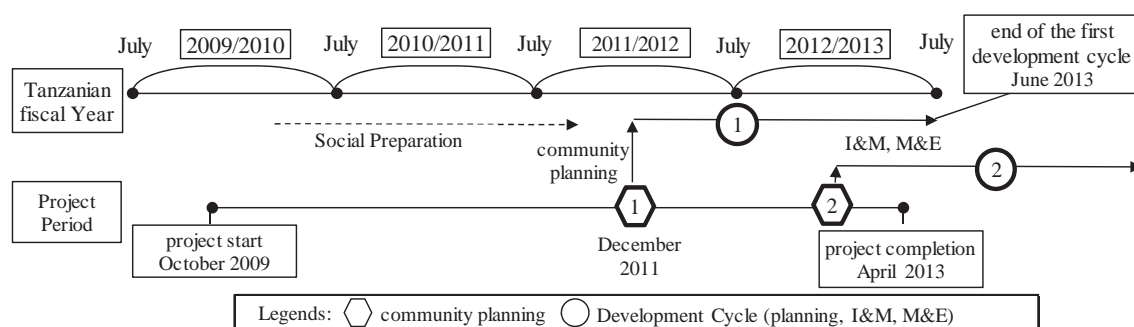 July 2009/2010 July 2010/2011 July 2011/2012 July 2012/2013 July
end of the first
development cycle
June 2013
Tanzanian
fiscal Year
Social Preparation
community
planning
1
I&M, M&E
2
Project
Period
1
2
project start
October 2009
December
2011
project completion
April 2013
Legends: community planning Development Cycle (planning, I&M, M&E)